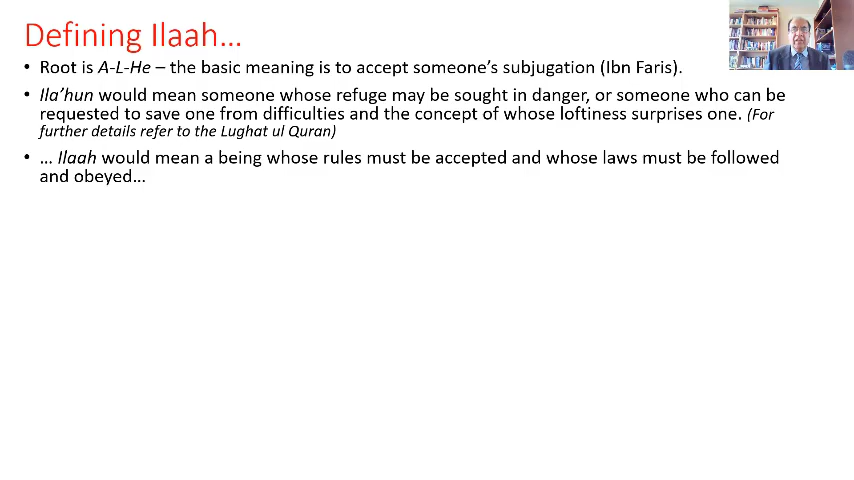 Defining Ilaah…
• Root is A-L-He – the basic meaning is to accept someone's subjugation (Ibn Faris).
• Ila'hun would mean someone whose refuge may be sought in danger, or someone who can be
requested to save one from difficulties and the concept of whose loftiness surprises one. (For
further details refer to the Lughat ul Quran)
• … Ilaah would mean a being whose rules must be accepted and whose laws must be followed
and obeyed…